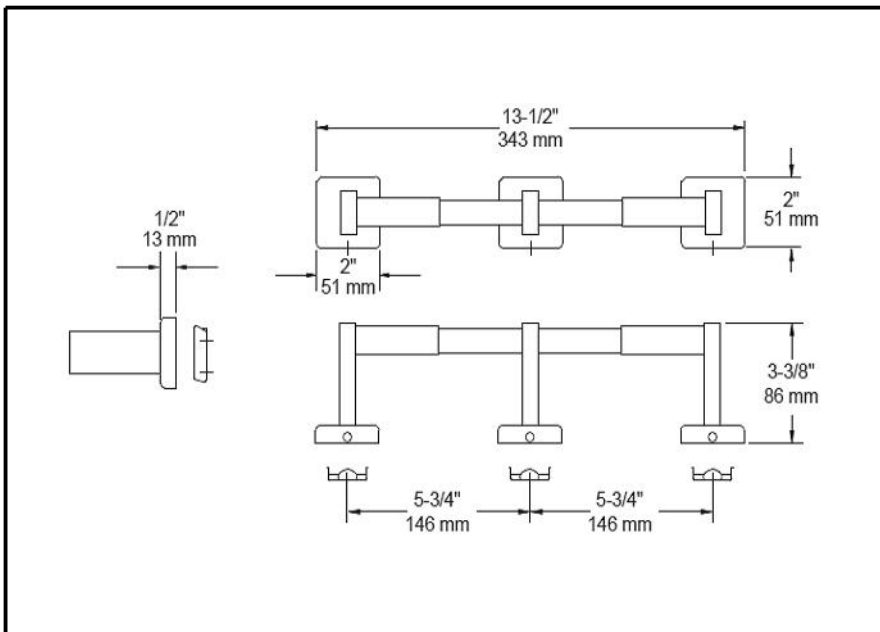 13-1/2"
343 mm
2"
51 mm
1/2"
13 mm
2"
51 mm
3-3/8"
86 mm
5-3/4"
146 mm
5-3/4"
146 mm